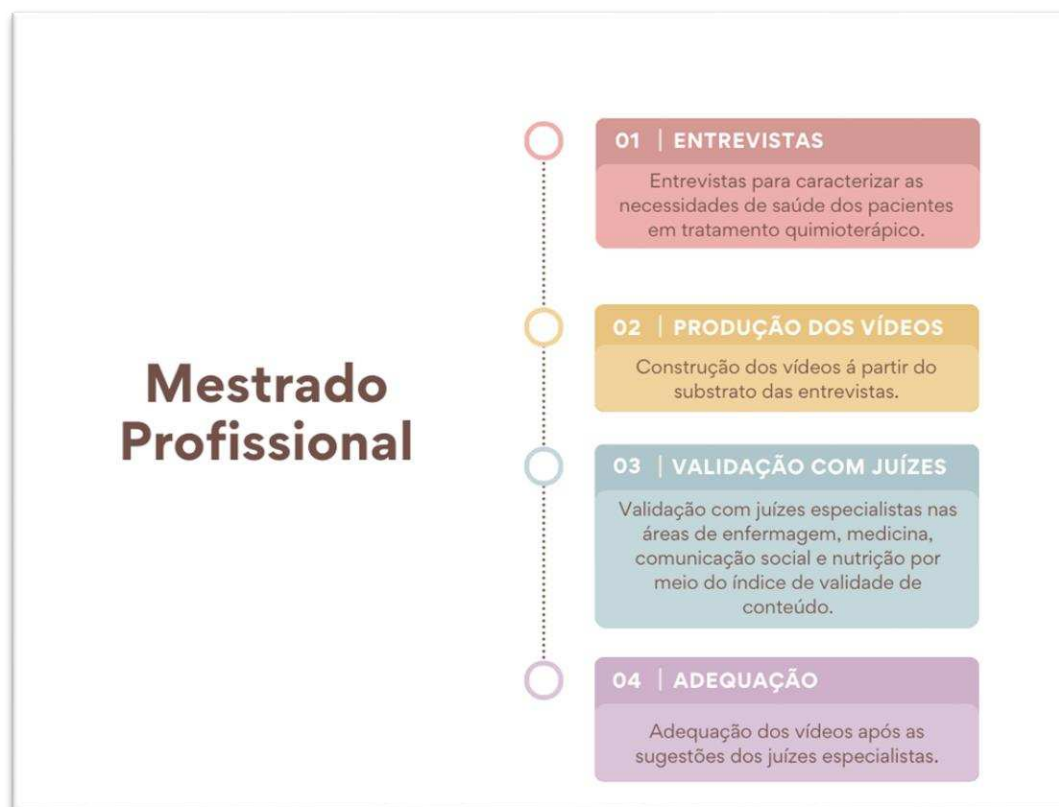 Mestrado
Profissional
01 | ENTREVISTAS
Entrevistas para caracterizar as
necessidades de saúde dos pacientes
em tratamento quimioterápico.
02 | PRODUÇÃO DOS VÍDEOS
Construção dos vídeos á partir do
substrato das entrevistas.
03 | VALIDAÇÃO COM JUÍZES
Validação com juízes especialistas nas
áreas de enfermagem, medicina,
comunicação social e nutrição por
meio do índice de validade de
conteúdo.
04 | ADEQUAÇÃO
Adequação dos vídeos após as
sugestões dos juízes especialistas.